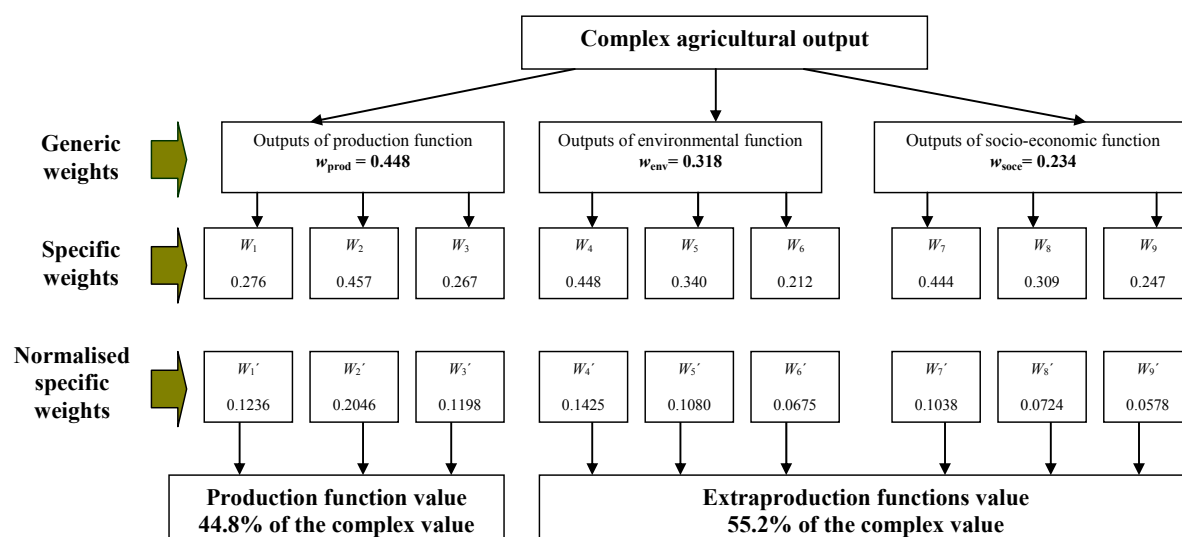 Complex agricultural output
Generic
weights
Outputs of production function
w_prod = 0.448
Outputs of environmental function
w_env= 0.318
Outputs of socio-economic function
w_soce= 0.234
Specific
weights
W₁
0.276
W₂
0.457
W₃
0.267
W₄
0.448
W₅
0.340
W₆
0.212
W₇
0.444
W₈
0.309
W₉
0.247
Normalised
specific
weights
W₁´
0.1236
W₂´
0.2046
W₃´
0.1198
W₄´
0.1425
W₅´
0.1080
W₆´
0.0675
W₇´
0.1038
W₈´
0.0724
W₉´
0.0578
Production function value
44.8% of the complex value
Extraproduction functions value
55.2% of the complex value